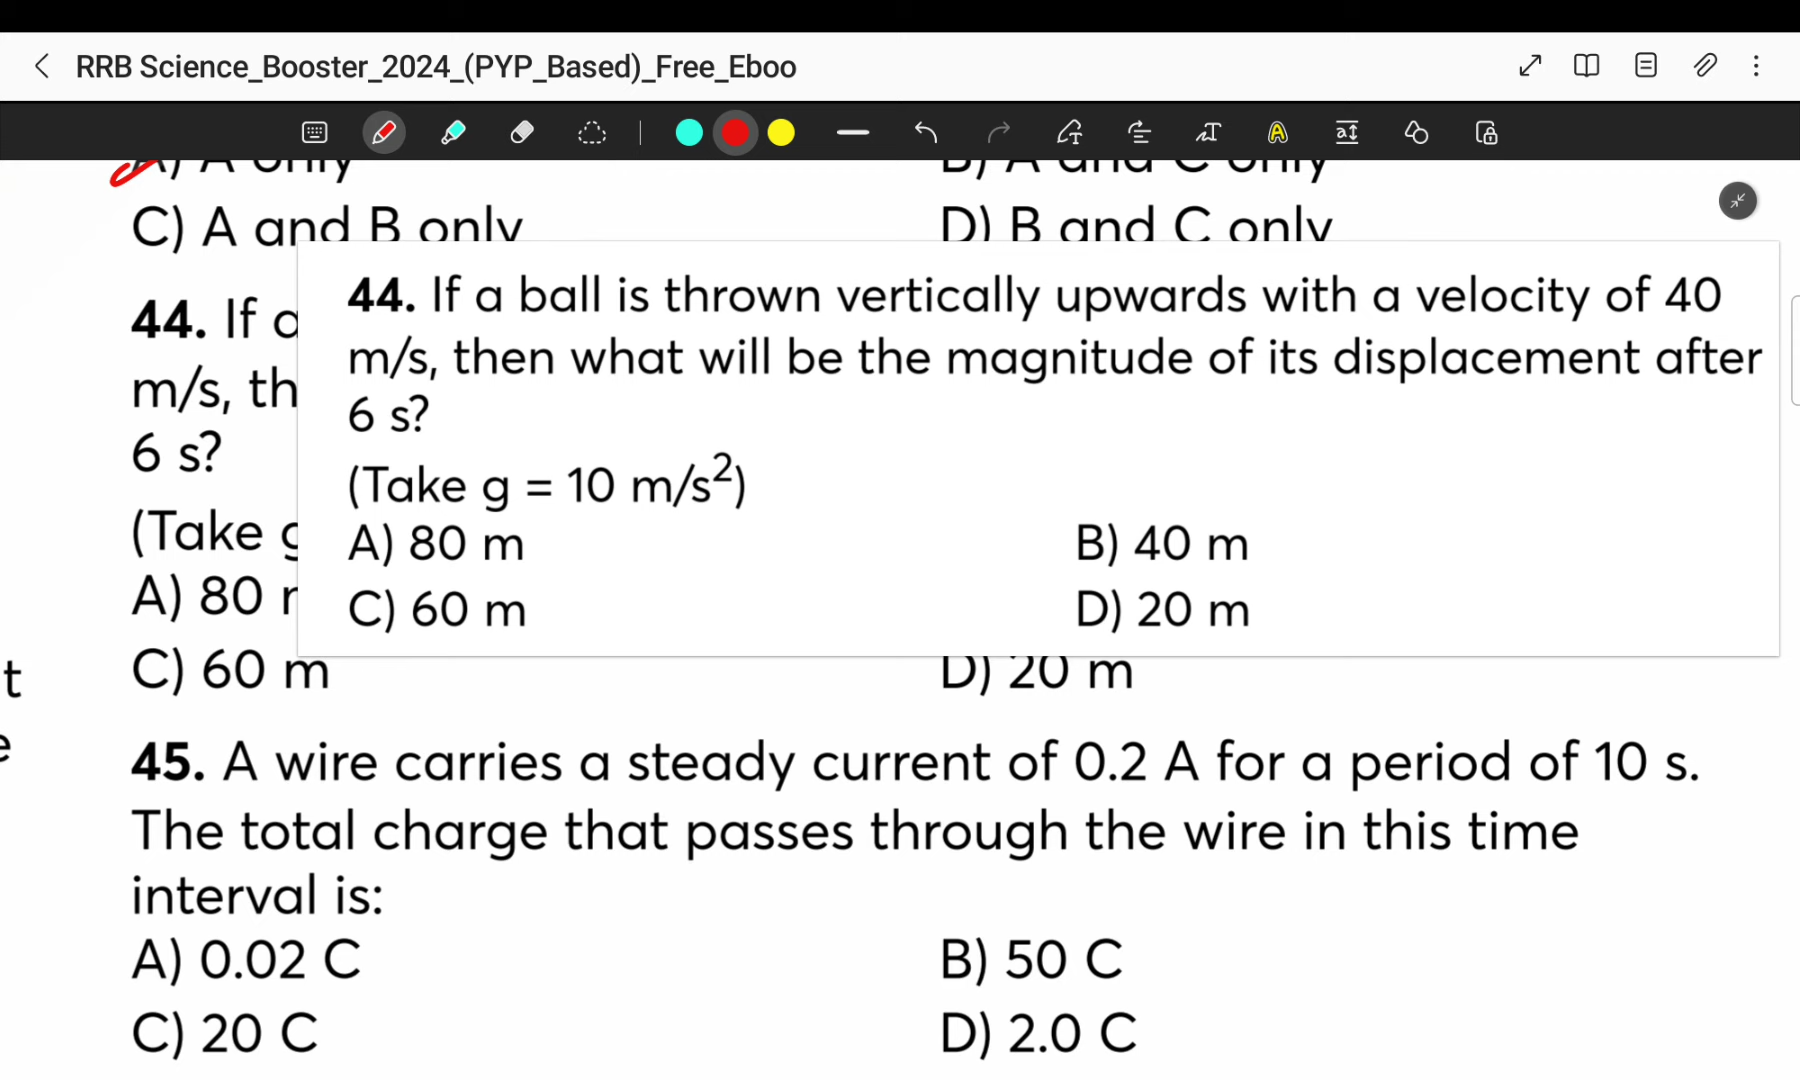 RRB Science_Booster_2024_(PYP_Based)_Free_Eboo
A) A only B) A and C only
C) A and B only D) B and C only
44. If a
m/s, th
6 s?
(Take g
A) 80
C) 60 m D) 20 m
44. If a ball is thrown vertically upwards with a velocity of 40
m/s, then what will be the magnitude of its displacement after
6 s?
(Take g = 10 m/s²)
A) 80 m B) 40 m
C) 60 m D) 20 m
t
e
45. A wire carries a steady current of 0.2 A for a period of 10 s.
The total charge that passes through the wire in this time
interval is:
A) 0.02 C B) 50 C
C) 20 C D) 2.0 C